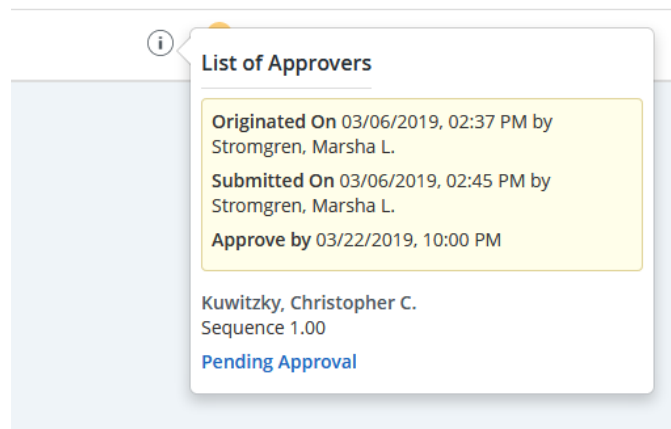 List of Approvers
Originated On 03/06/2019, 02:37 PM by
Stromgren, Marsha L.
Submitted On 03/06/2019, 02:45 PM by
Stromgren, Marsha L.
Approve by 03/22/2019, 10:00 PM
Kuwitzky, Christopher C.
Sequence 1.00
Pending Approval